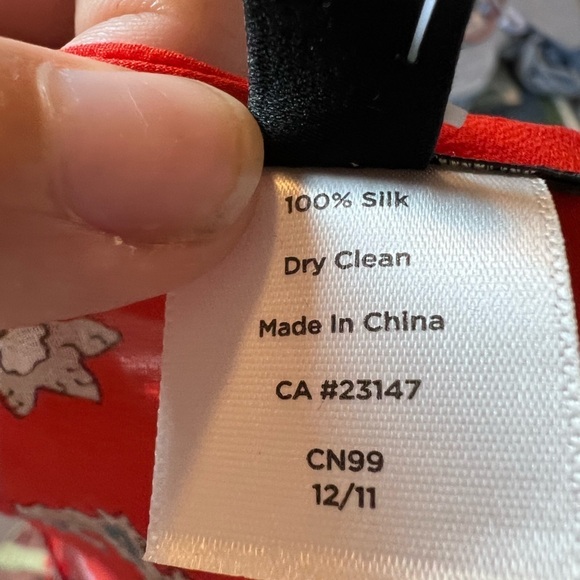 100% Silk
Dry Clean
Made In China
CA #23147
CN99
12/11